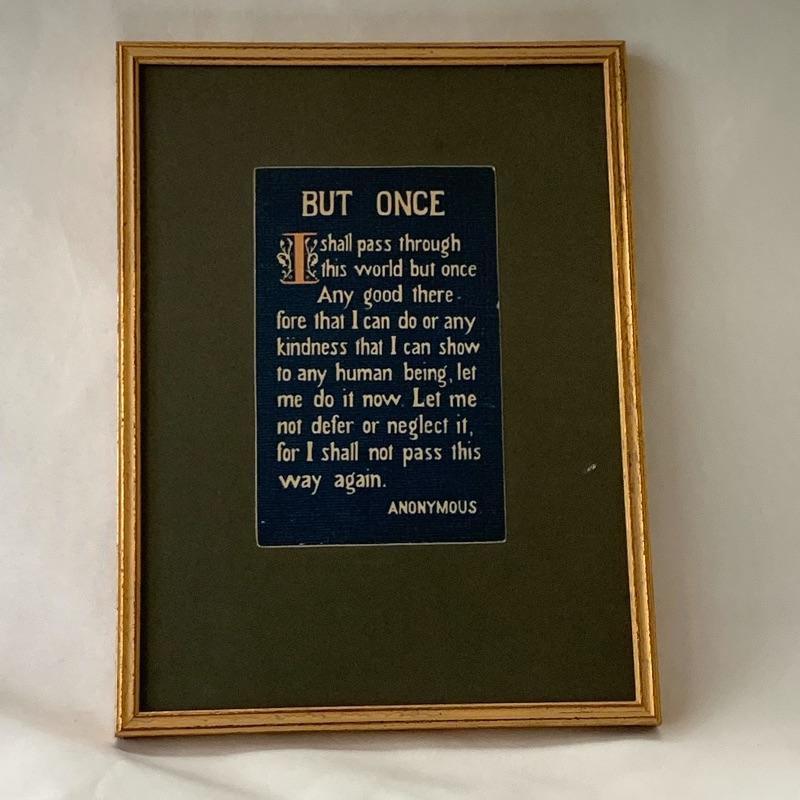 BUT ONCE
I shall pass through
this world but once
Any good there-
fore that I can do or any
kindness that I can show
to any human being, let
me do it now. Let me
not defer or neglect it,
for I shall not pass this
way again.
ANONYMOUS